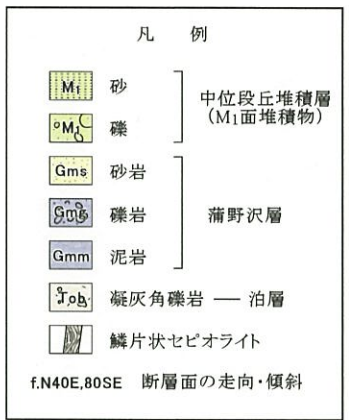 凡 例
M1 砂
M1 礫
中位段丘堆積層
(M1面堆積物)
Gms 砂岩
Gmg 礫岩
Gmm 泥岩
蒲野沢層
Tob 凝灰角礫岩 — 泊層
鱗片状セピオライト
f.N40E,80SE 断層面の走向・傾斜